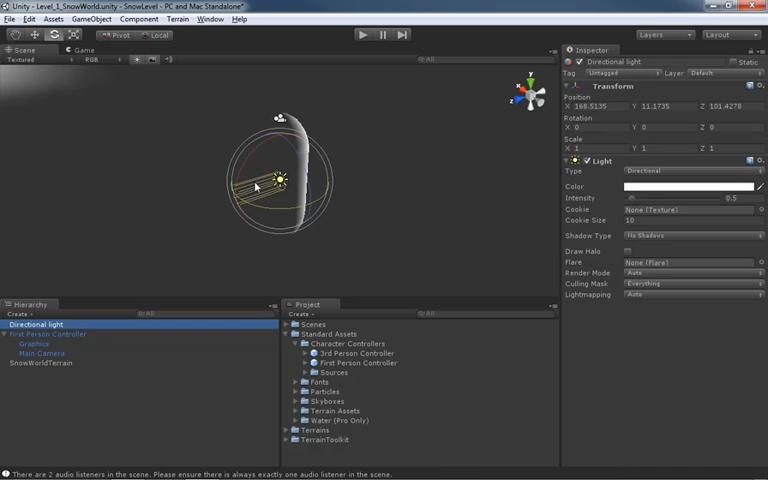 Unity - Level_1_SnowWorld.unity - SnowLevel - PC and Mac Standalone*
File Edit Assets GameObject Component Terrain Window Help
Pivot Local Layers Layout
Scene Game
Textured RGB All
y
x
z
Inspector
Directional light Static
Tag Untagged Layer Default
Transform
Position
X 168.5135 Y 11.1735 Z 101.4278
Rotation
X 0 Y 0 Z 0
Scale
X 1 Y 1 Z 1
Light
Type Directional
Color
Intensity 0.5
Cookie None (Texture)
Cookie Size 10
Shadow Type No Shadows
Draw Halo
Flare None (Flare)
Render Mode Auto
Culling Mask Everything
Lightmapping Auto
Hierarchy
Create All
Directional light
First Person Controller
Graphics
Main Camera
SnowWorldTerrain
Project
Create All
Scenes
Standard Assets
Character Controllers
3rd Person Controller
First Person Controller
Sources
Fonts
Particles
Skyboxes
Terrain Assets
Water (Pro Only)
Terrains
TerrainToolkit
There are 2 audio listeners in the scene. Please ensure there is always exactly one audio listener in the scene.